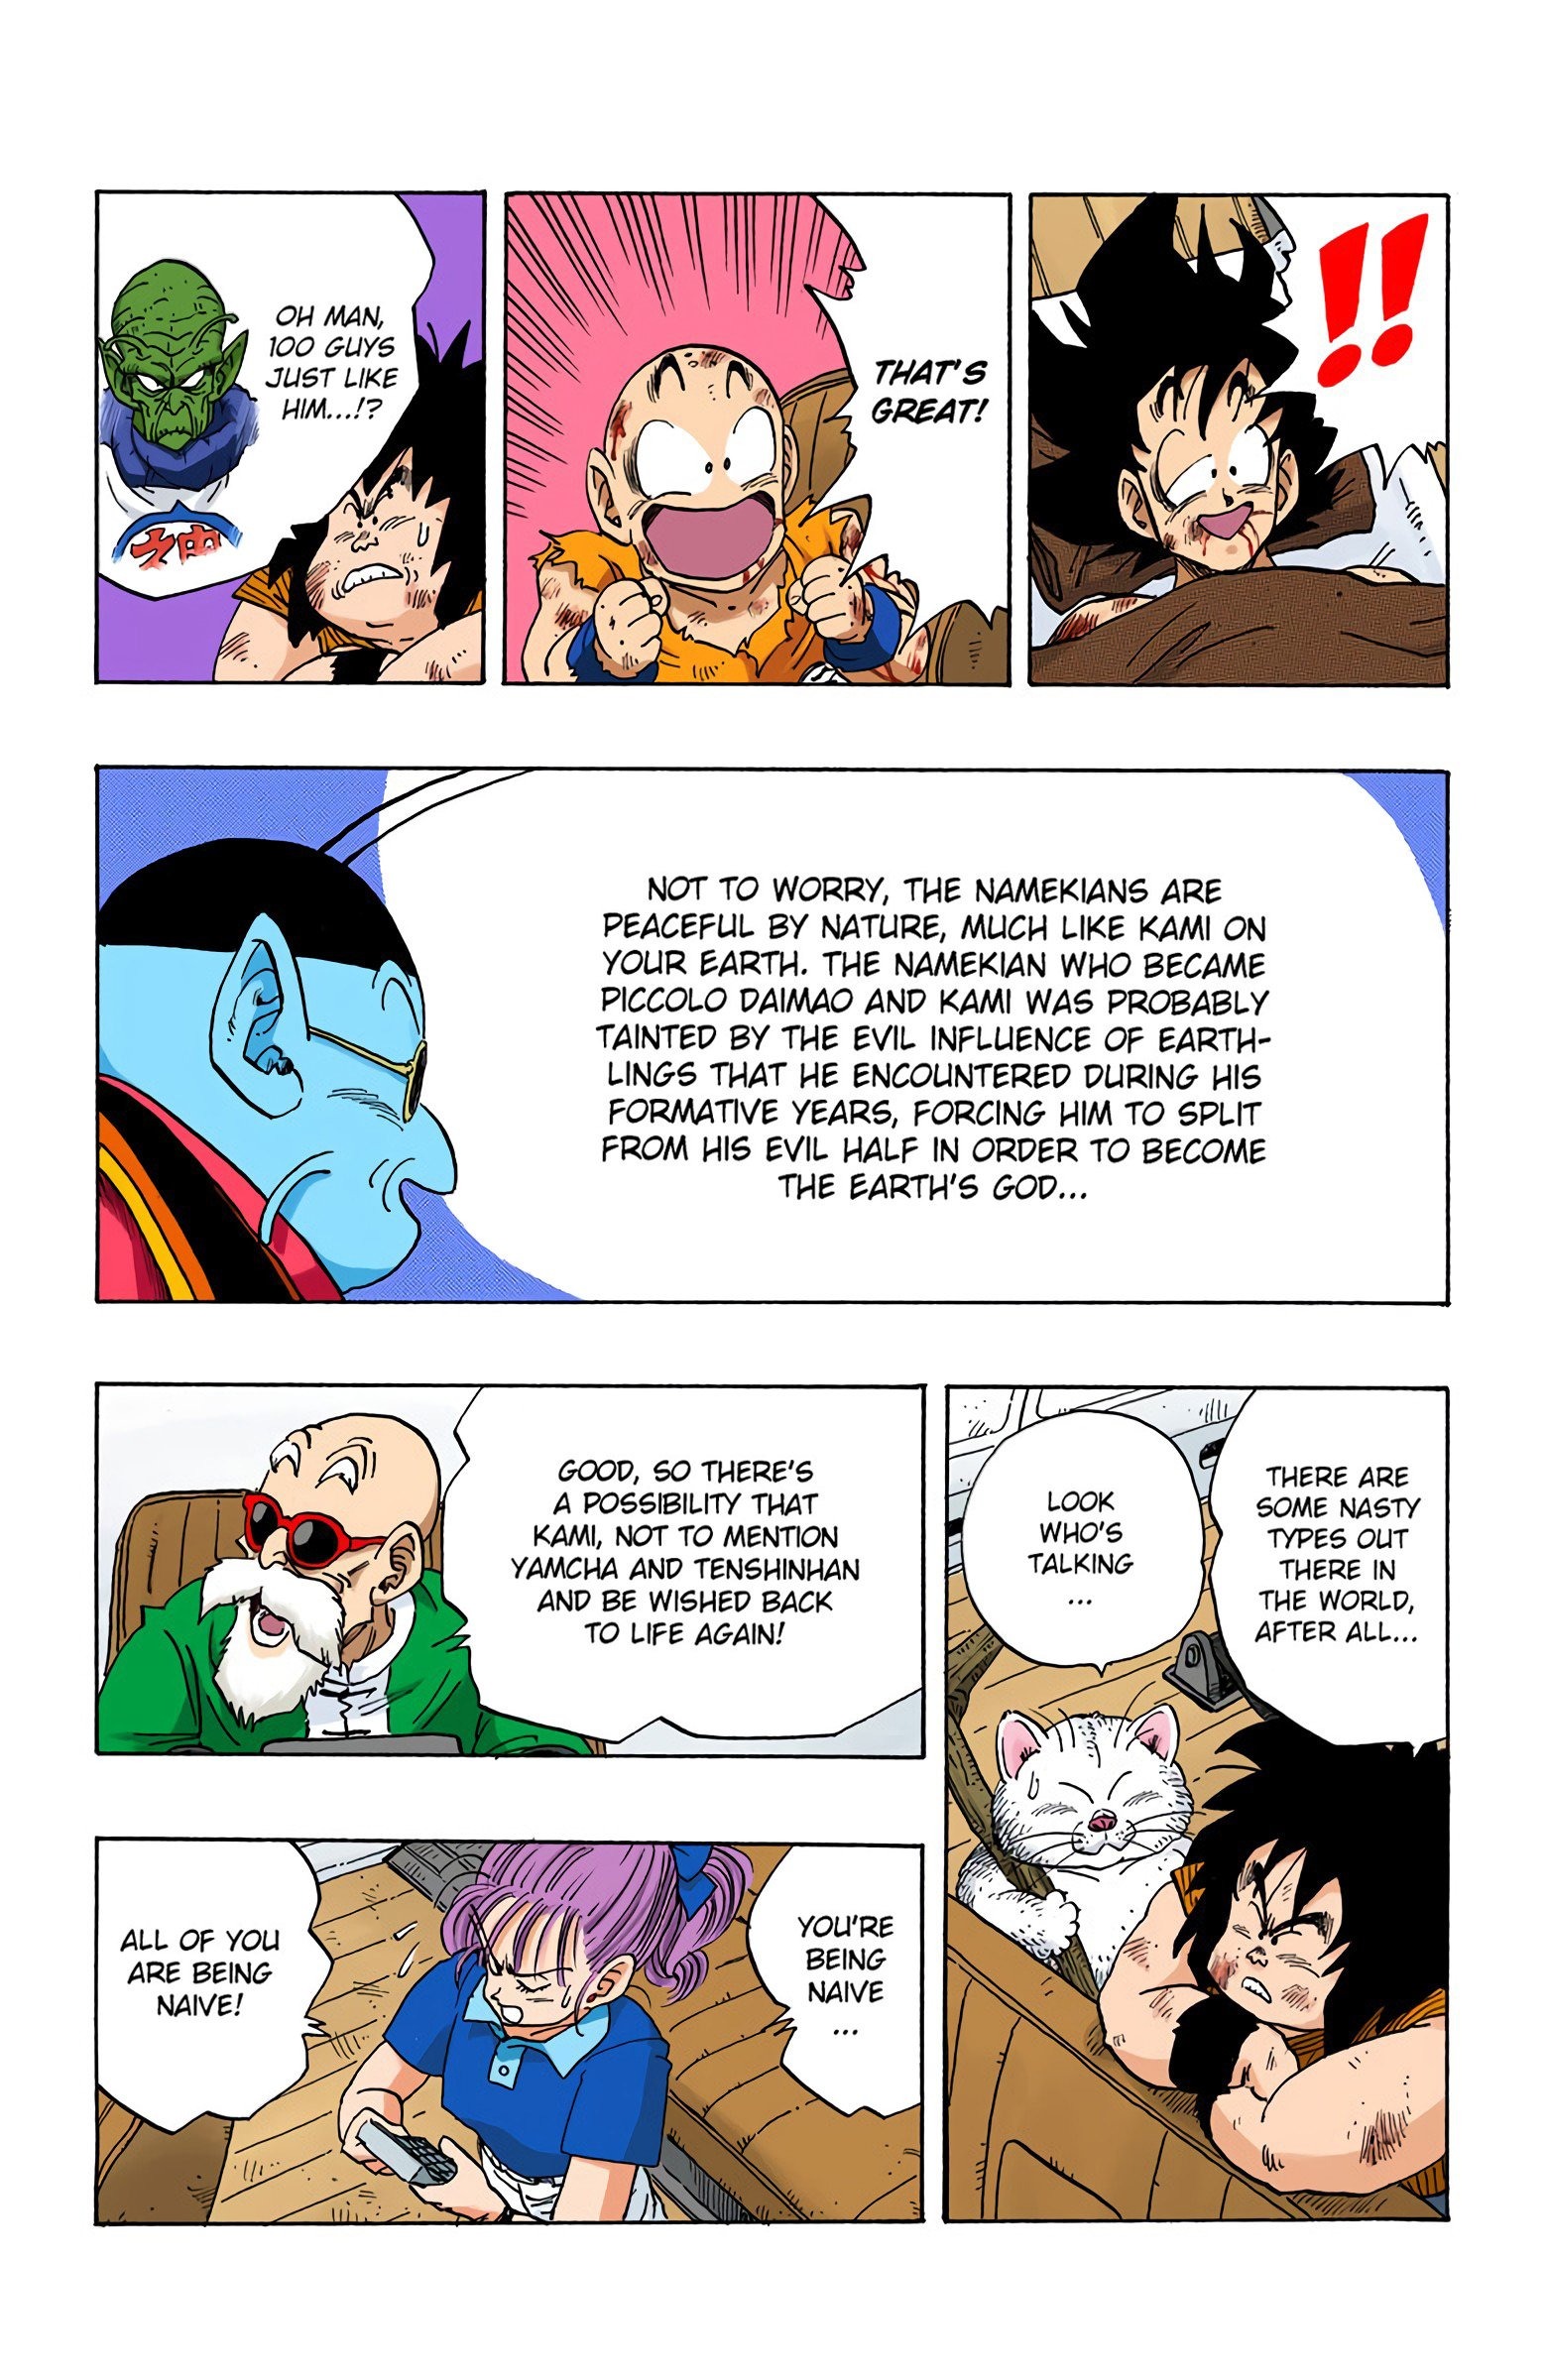 !!
THAT'S
GREAT!
OH MAN,
100 GUYS
JUST LIKE
HIM...!?
神
NOT TO WORRY, THE NAMEKIANS ARE
PEACEFUL BY NATURE, MUCH LIKE KAMI ON
YOUR EARTH. THE NAMEKIAN WHO BECAME
PICCOLO DAIMAO AND KAMI WAS PROBABLY
TAINTED BY THE EVIL INFLUENCE OF EARTH-
LINGS THAT HE ENCOUNTERED DURING HIS
FORMATIVE YEARS, FORCING HIM TO SPLIT
FROM HIS EVIL HALF IN ORDER TO BECOME
THE EARTH'S GOD...
THERE ARE
SOME NASTY
TYPES OUT
THERE IN
THE WORLD,
AFTER ALL...
LOOK
WHO'S
TALKING
...
GOOD, SO THERE'S
A POSSIBILITY THAT
KAMI, NOT TO MENTION
YAMCHA AND TENSHINHAN
AND BE WISHED BACK
TO LIFE AGAIN!
YOU'RE
BEING
NAIVE
...
ALL OF YOU
ARE BEING
NAIVE!